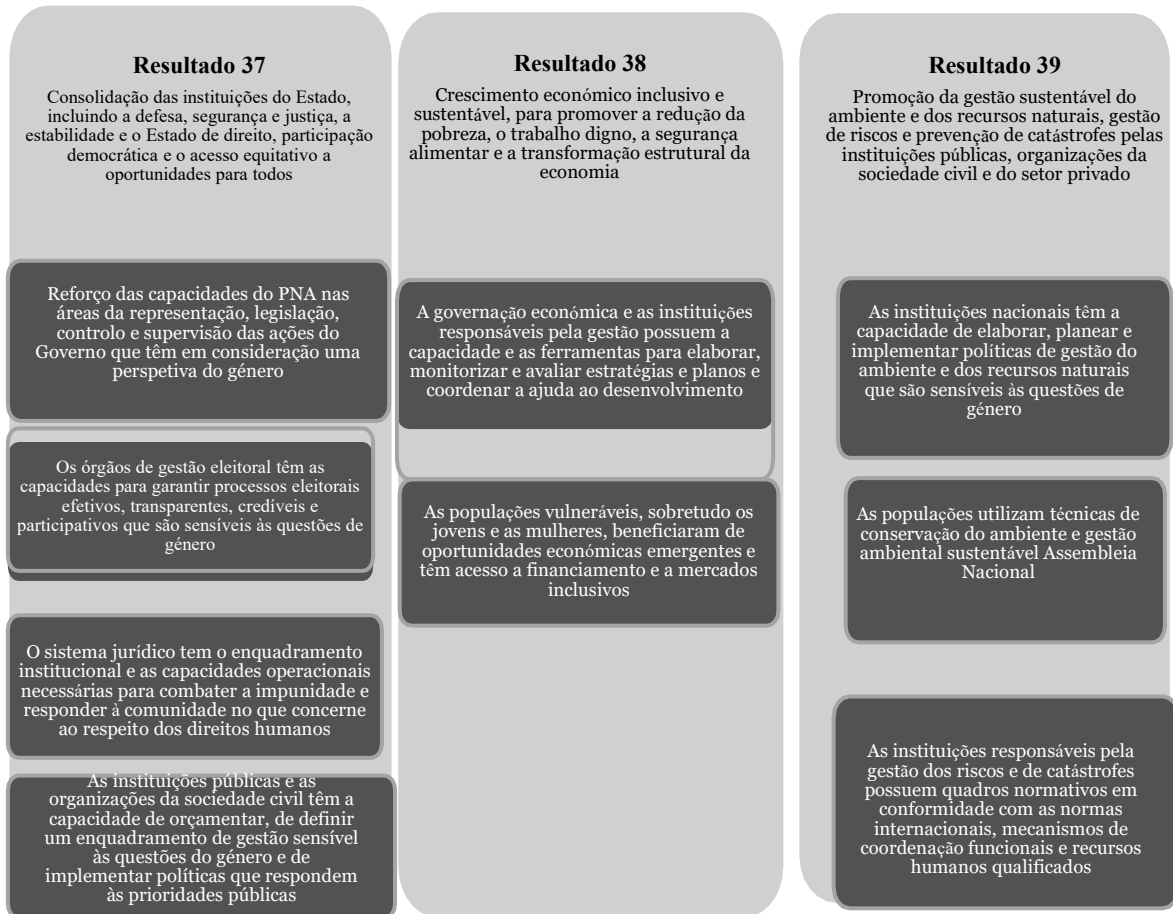 Resultado 37
Consolidação das instituições do Estado,
incluindo a defesa, segurança e justiça, a
estabilidade e o Estado de direito, participação
democrática e o acesso equitativo a
oportunidades para todos
Reforço das capacidades do PNA nas
áreas da representação, legislação,
controlo e supervisão das ações do
Governo que têm em consideração uma
perspetiva do género
Os órgãos de gestão eleitoral têm as
capacidades para garantir processos eleitorais
efetivos, transparentes, credíveis e
participativos que são sensíveis às questões de
género
O sistema jurídico tem o enquadramento
institucional e as capacidades operacionais
necessárias para combater a impunidade e
responder à comunidade no que concerne
ao respeito dos direitos humanos
As instituições públicas e as
organizações da sociedade civil têm a
capacidade de orçamentar, de definir
um enquadramento de gestão sensível
às questões do género e de
implementar políticas que respondem
às prioridades públicas
Resultado 38
Crescimento económico inclusivo e
sustentável, para promover a redução da
pobreza, o trabalho digno, a segurança
alimentar e a transformação estrutural da
economia
A governação económica e as instituições
responsáveis pela gestão possuem a
capacidade e as ferramentas para elaborar,
monitorizar e avaliar estratégias e planos e
coordenar a ajuda ao desenvolvimento
As populações vulneráveis, sobretudo os
jovens e as mulheres, beneficiaram de
oportunidades económicas emergentes e
têm acesso a financiamento e a mercados
inclusivos
Resultado 39
Promoção da gestão sustentável do
ambiente e dos recursos naturais, gestão
de riscos e prevenção de catástrofes pelas
instituições públicas, organizações da
sociedade civil e do setor privado
As instituições nacionais têm a
capacidade de elaborar, planear e
implementar políticas de gestão do
ambiente e dos recursos naturais
que são sensíveis às questões de
género
As populações utilizam técnicas de
conservação do ambiente e gestão
ambiental sustentável Assembleia
Nacional
As instituições responsáveis pela
gestão dos riscos e de catástrofes
possuem quadros normativos em
conformidade com as normas
internacionais, mecanismos de
coordenação funcionais e recursos
humanos qualificados